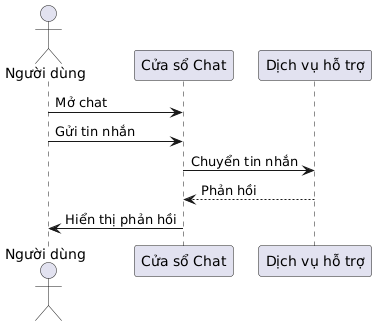 Người dùng
Cửa sổ Chat
Dịch vụ hỗ trợ
Mở chat
Gửi tin nhắn
Chuyển tin nhắn
Phản hồi
Hiển thị phản hồi
Người dùng
Cửa sổ Chat
Dịch vụ hỗ trợ